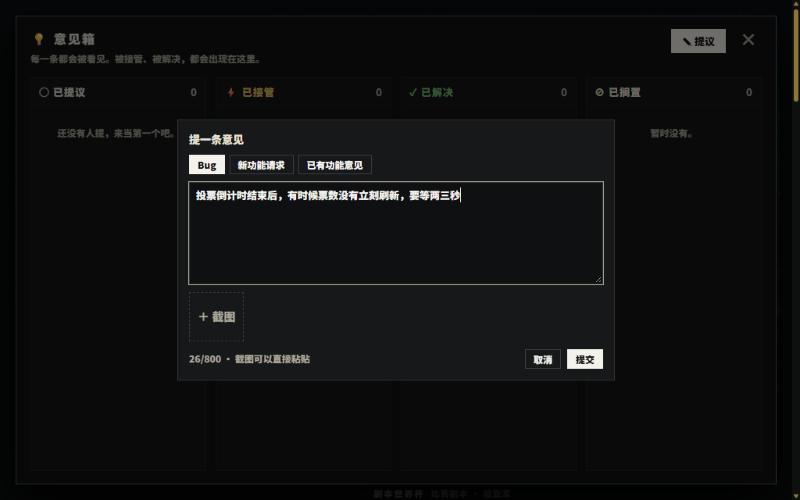 意见箱
提议
每一条都会被看见。被接管、被解决，都会出现在这里。
已提议 0
已接管 0
已解决 0
已搁置 0
还没有人提，来当第一个吧。
暂时没有。
提一条意见
Bug
新功能请求
已有功能意见
投票倒计时结束后，有时候票数没有立刻刷新，要等两三秒
+ 截图
26/800 · 截图可以直接粘贴
取消
提交